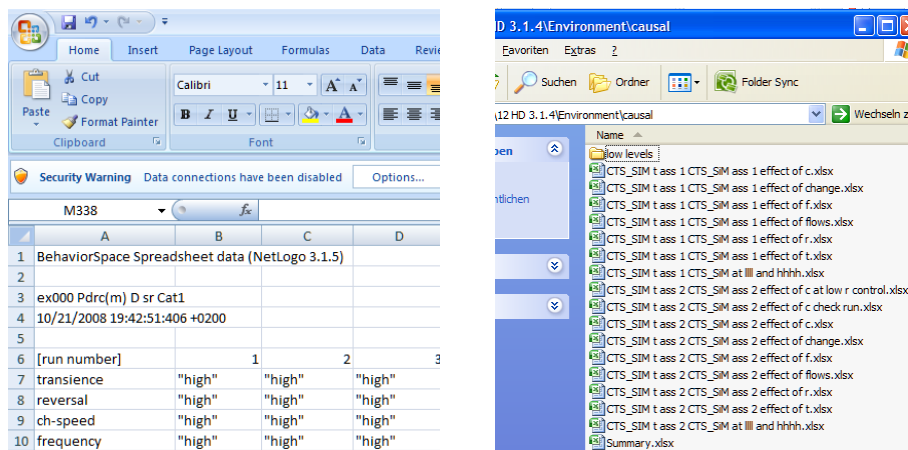 Home Insert Page Layout Formulas Data Revie
Cut
Copy
Format Painter
Paste
Clipboard
Calibri 11 A A
B I U A
Font
Security Warning Data connections have been disabled Options...
M338 fx
A B C D
1 BehaviorSpace Spreadsheet data (NetLogo 3.1.5)
2
3 ex000 Pdrc(m) D sr Cat1
4 10/21/2008 19:42:51:406 +0200
5
6 [run number] 1 2 3
7 transience "high" "high" "high"
8 reversal "high" "high" "high"
9 ch-speed "high" "high" "high"
10 frequency "high" "high" "high"
HD 3.1.4\Environment\causal
Favoriten Extras ?
Suchen Ordner Folder Sync
\12 HD 3.1.4\Environment\causal Wechseln z
Name
low levels
CTS_SIM t ass 1 CTS_SiM ass 1 effect of c.xlsx
CTS_SIM t ass 1 CTS_SiM ass 1 effect of change.xlsx
CTS_SIM t ass 1 CTS_SiM ass 1 effect of f.xlsx
CTS_SIM t ass 1 CTS_SiM ass 1 effect of flows.xlsx
CTS_SIM t ass 1 CTS_SiM ass 1 effect of r.xlsx
CTS_SIM t ass 1 CTS_SiM ass 1 effect of t.xlsx
CTS_SIM t ass 1 CTS_SiM at llll and hhhh.xlsx
CTS_SIM t ass 2 CTS_SiM ass 2 effect of c at low r control.xlsx
CTS_SIM t ass 2 CTS_SiM ass 2 effect of c check run.xlsx
CTS_SIM t ass 2 CTS_SiM ass 2 effect of c.xlsx
CTS_SIM t ass 2 CTS_SiM ass 2 effect of change.xlsx
CTS_SIM t ass 2 CTS_SiM ass 2 effect of f.xlsx
CTS_SIM t ass 2 CTS_SiM ass 2 effect of flows.xlsx
CTS_SIM t ass 2 CTS_SiM ass 2 effect of r.xlsx
CTS_SIM t ass 2 CTS_SiM ass 2 effect of t.xlsx
CTS_SIM t ass 2 CTS_SiM at llll and hhhh.xlsx
Summary.xlsx
pen
ntlichen